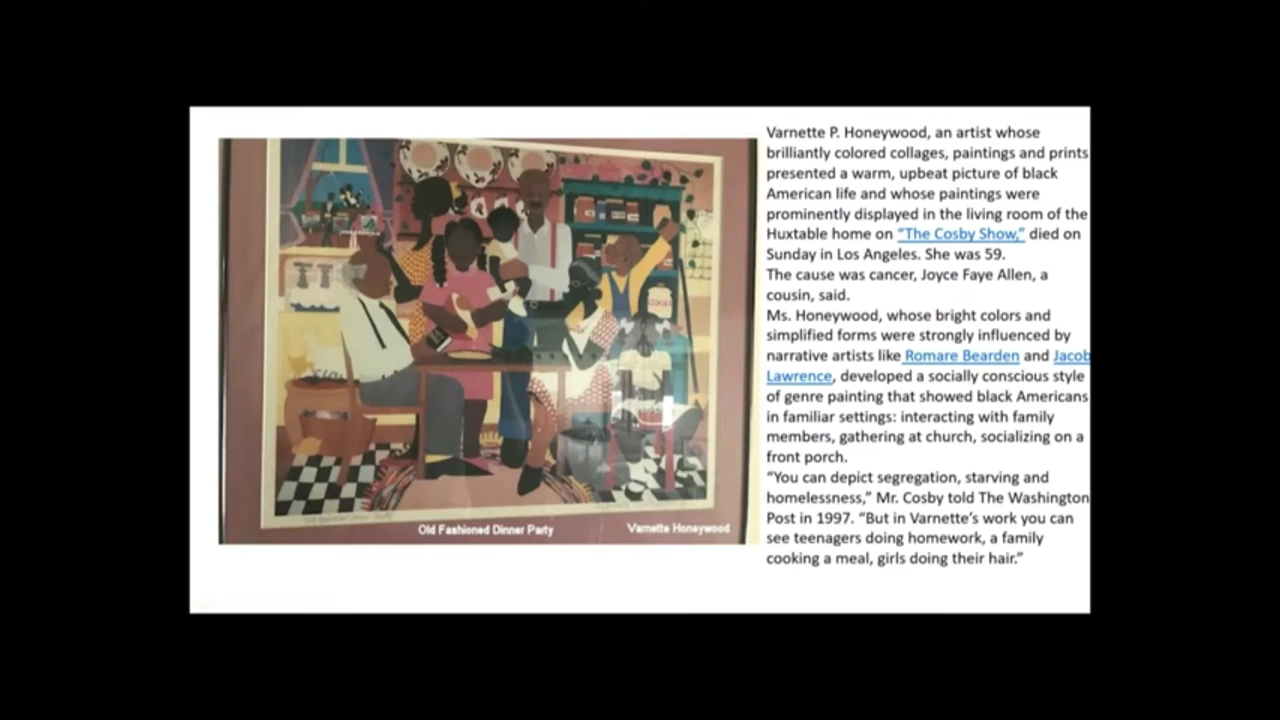 Varnette P. Honeywood, an artist whose
brilliantly colored collages, paintings and prints
presented a warm, upbeat picture of black
American life and whose paintings were
prominently displayed in the living room of the
Huxtable home on “The Cosby Show,” died on
Sunday in Los Angeles. She was 59.
The cause was cancer, Joyce Faye Allen, a
cousin, said.
Ms. Honeywood, whose bright colors and
simplified forms were strongly influenced by
narrative artists like Romare Bearden and Jacob
Lawrence, developed a socially conscious style
of genre painting that showed black Americans
in familiar settings: interacting with family
members, gathering at church, socializing on a
front porch.
“You can depict segregation, starving and
homelessness,” Mr. Cosby told The Washington
Post in 1997. “But in Varnette’s work you can
see teenagers doing homework, a family
cooking a meal, girls doing their hair.”
Old Fashioned Dinner Party
Varnette Honeywood